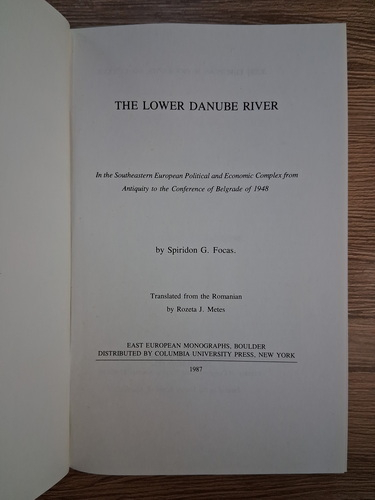 THE LOWER DANUBE RIVER
In the Southeastern European Political and Economic Complex from
Antiquity to the Conference of Belgrade of 1948
by Spiridon G. Focas.
Translated from the Romanian
by Rozeta J. Metes
EAST EUROPEAN MONOGRAPHS, BOULDER
DISTRIBUTED BY COLUMBIA UNIVERSITY PRESS, NEW YORK
1987